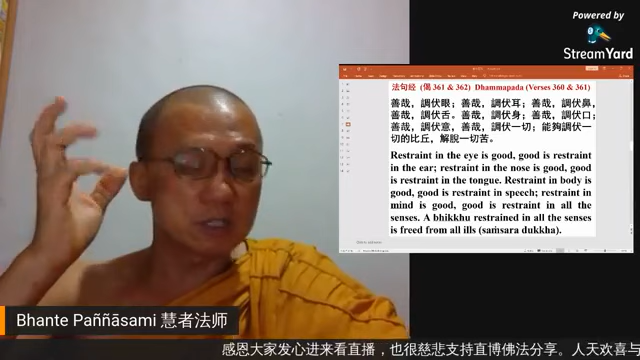 Powered by
StreamYard
法句经 (偈 361 & 362) Dhammapada (Verses 360 & 361)
善哉，調伏眼；善哉，調伏耳；善哉，調伏鼻，
善哉，調伏舌。善哉，調伏身；善哉，調伏口；
善哉，調伏意，善哉，調伏一切；能夠調伏一
切的比丘，解脫一切苦。
Restraint in the eye is good, good is restraint
in the ear; restraint in the nose is good, good
is restraint in the tongue. Restraint in body is
good, good is restraint in speech; restraint in
mind is good, good is restraint in all the
senses. A bhikkhu restrained in all the senses
is freed from all ills (saṁsara dukkha).
Bhante Paññāsami 慧者法师
感恩大家发心进来看直播，也很慈悲支持直博佛法分享。人天欢喜与